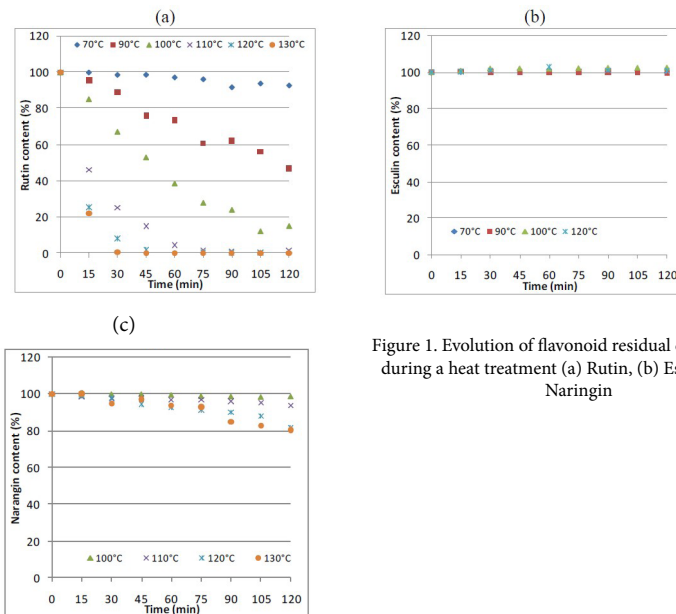 (a)
120
100
80
60
40
20
0
Rutin content (%)
70°C 90°C 100°C 110°C 120°C 130°C
0 15 30 45 60 75 90 105 120
Time (min)
(b)
120
100
80
60
40
20
0
Esculin content (%)
70°C 90°C 100°C 120°C
0 15 30 45 60 75 90 105 120
Time (min)
(c)
120
100
80
60
40
20
0
Narangin content (%)
100°C 110°C 120°C 130°C
0 15 30 45 60 75 90 105 120
Time (min)
Figure 1. Evolution of flavonoid residual
during a heat treatment (a) Rutin, (b)
Naringin